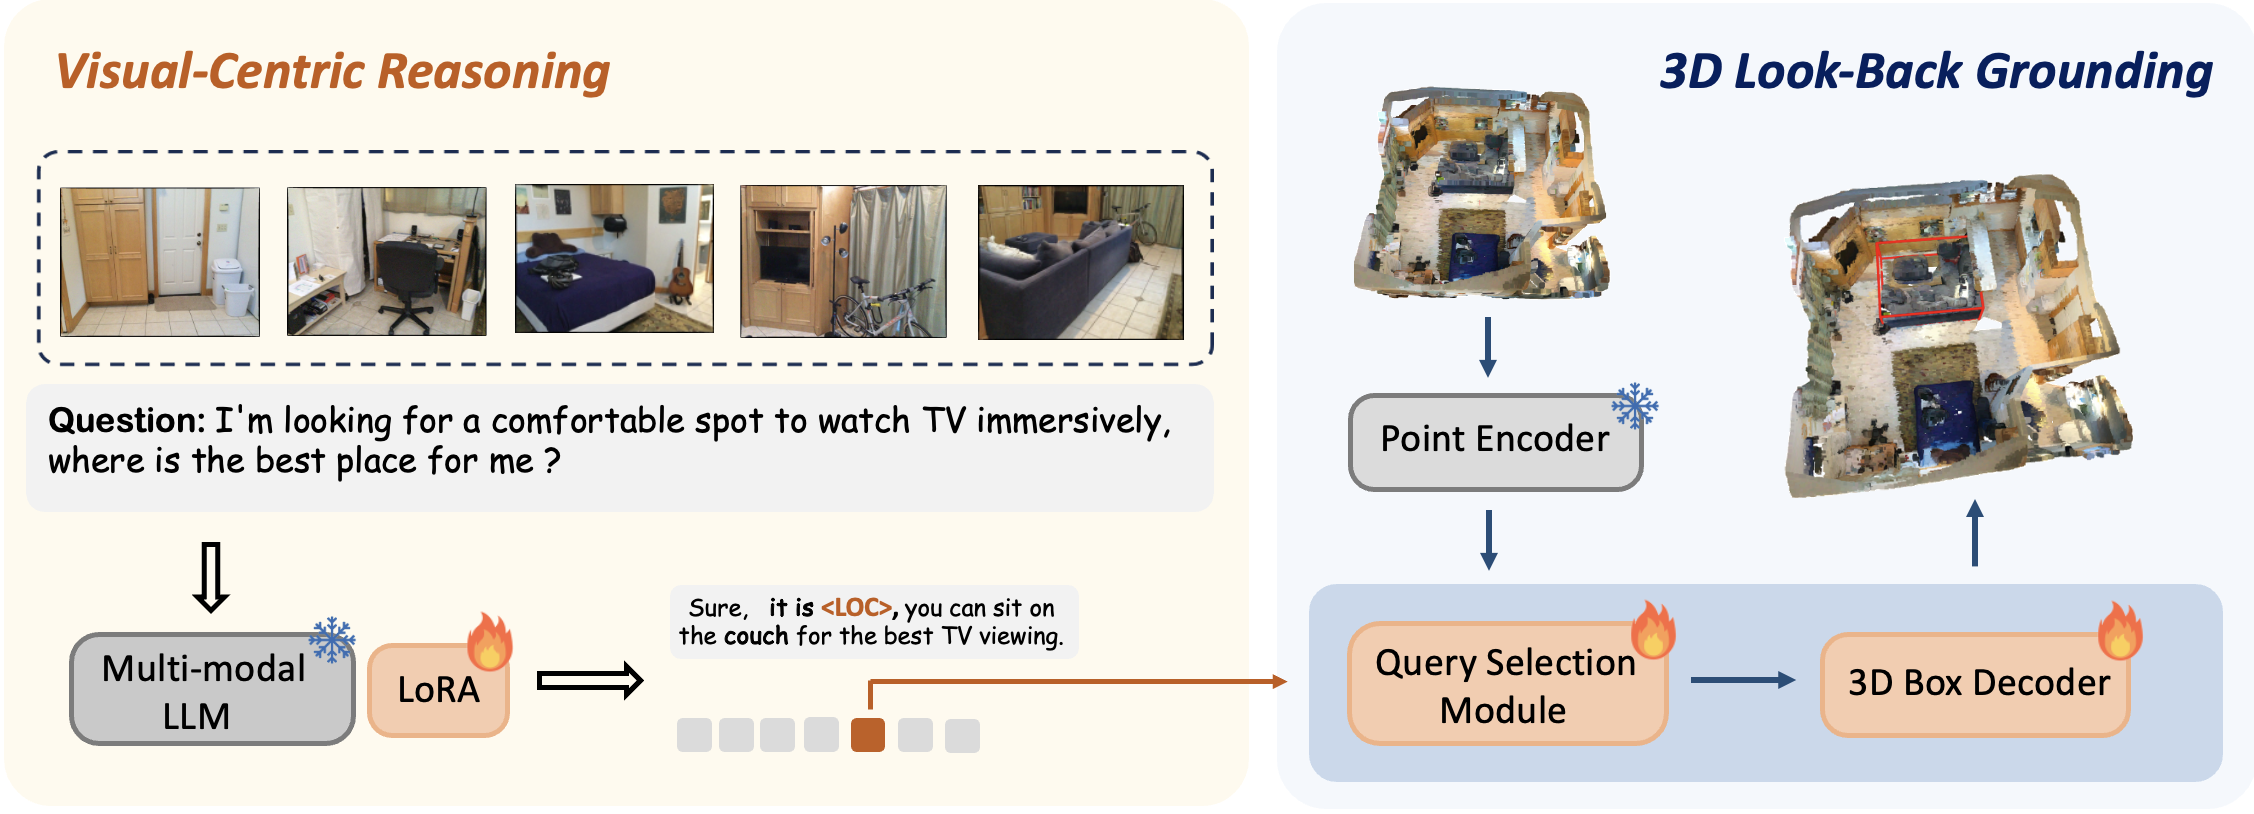 Visual-Centric Reasoning
Question: I'm looking for a comfortable spot to watch TV immersively,
where is the best place for me ?
Multi-modal
LLM
LoRA
Sure, it is <LOC>, you can sit on
the couch for the best TV viewing.
3D Look-Back Grounding
Point Encoder
Query Selection
Module
3D Box Decoder